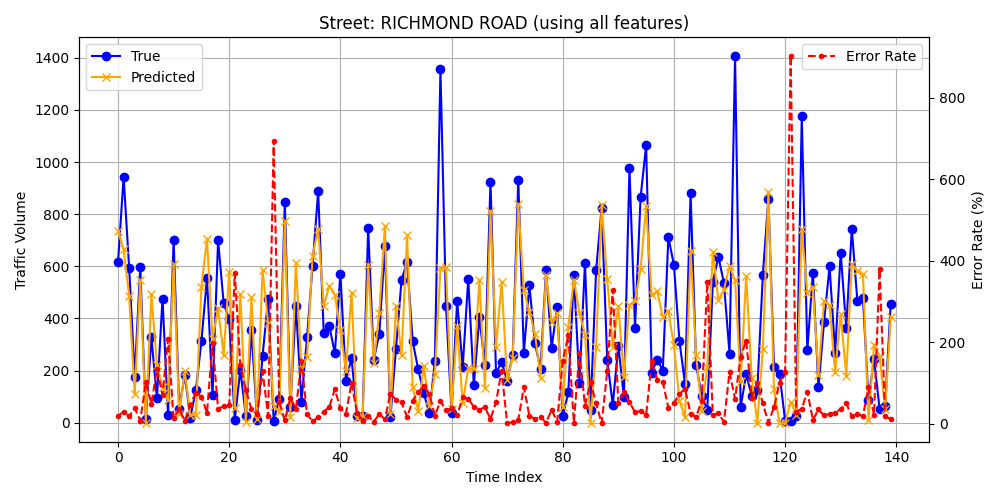 Street: RICHMOND ROAD (using all features)
True
Predicted
Error Rate
Traffic Volume
1400
1200
1000
800
600
400
200
0
800
600
400
200
0
Error Rate (%)
0 20 40 60 80 100 120 140
Time Index